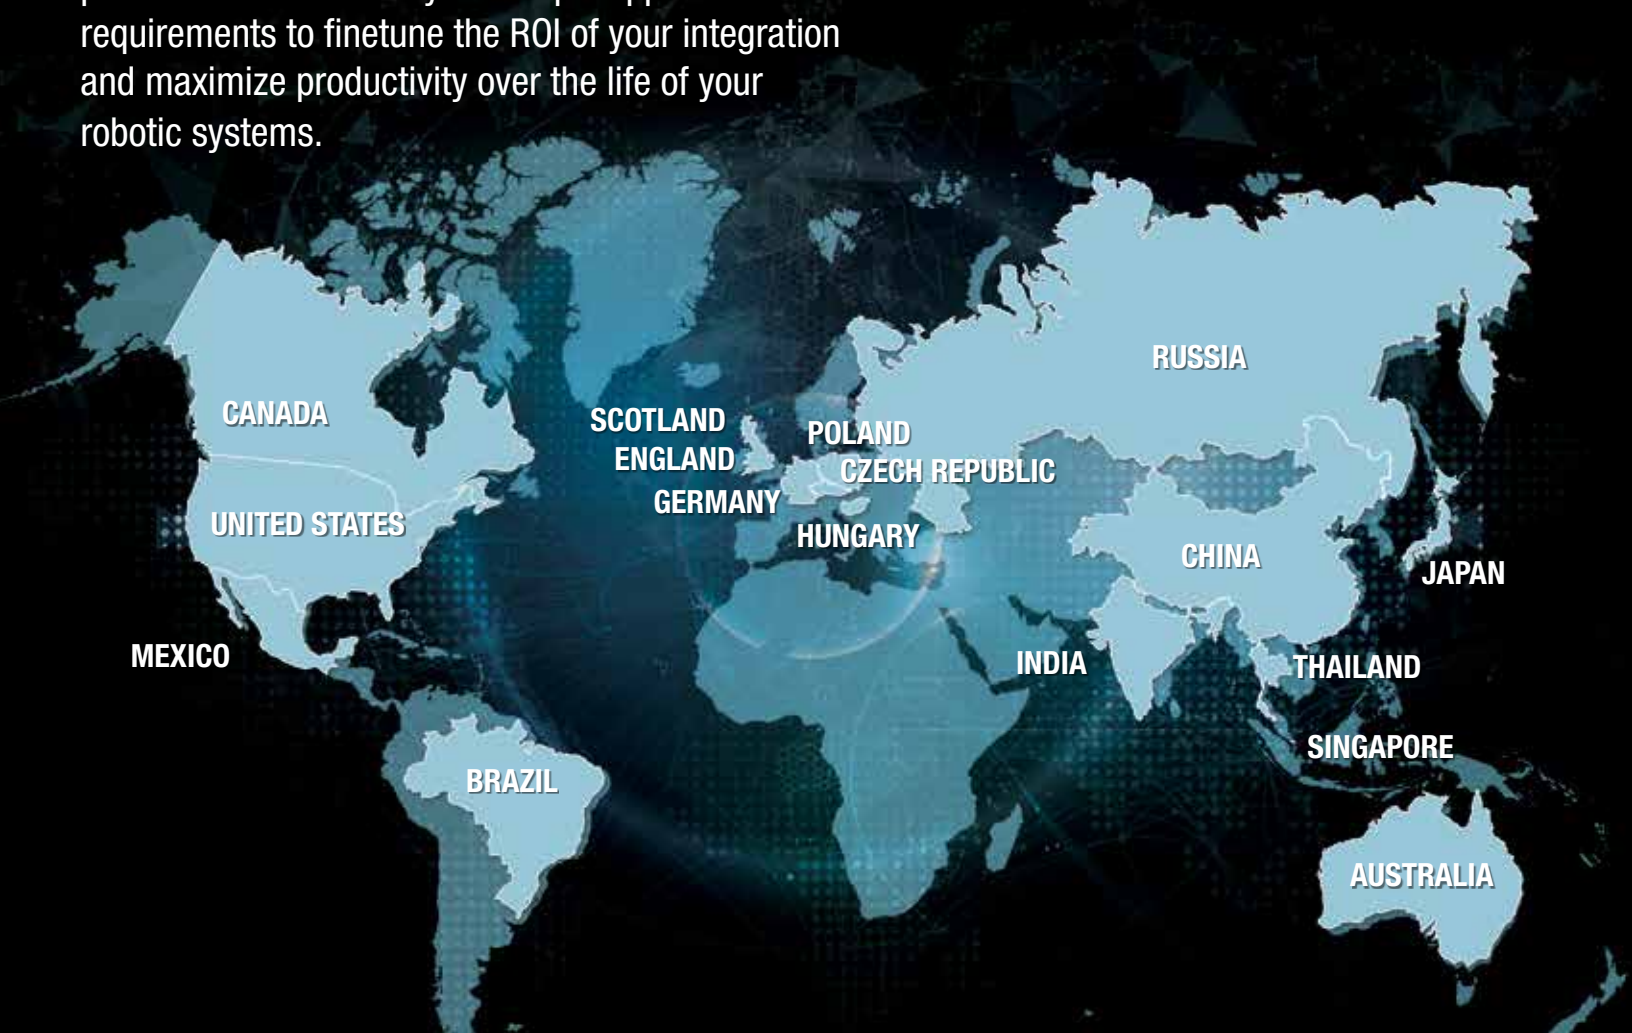 requirements to finetune the ROI of your integration
and maximize productivity over the life of your
robotic systems.
RUSSIA
CANADA
SCOTLAND
POLAND
ENGLAND
CZECH REPUBLIC
GERMANY
UNITED STATES
HUNGARY
CHINA
JAPAN
MEXICO
INDIA
THAILAND
SINGAPORE
BRAZIL
AUSTRALIA